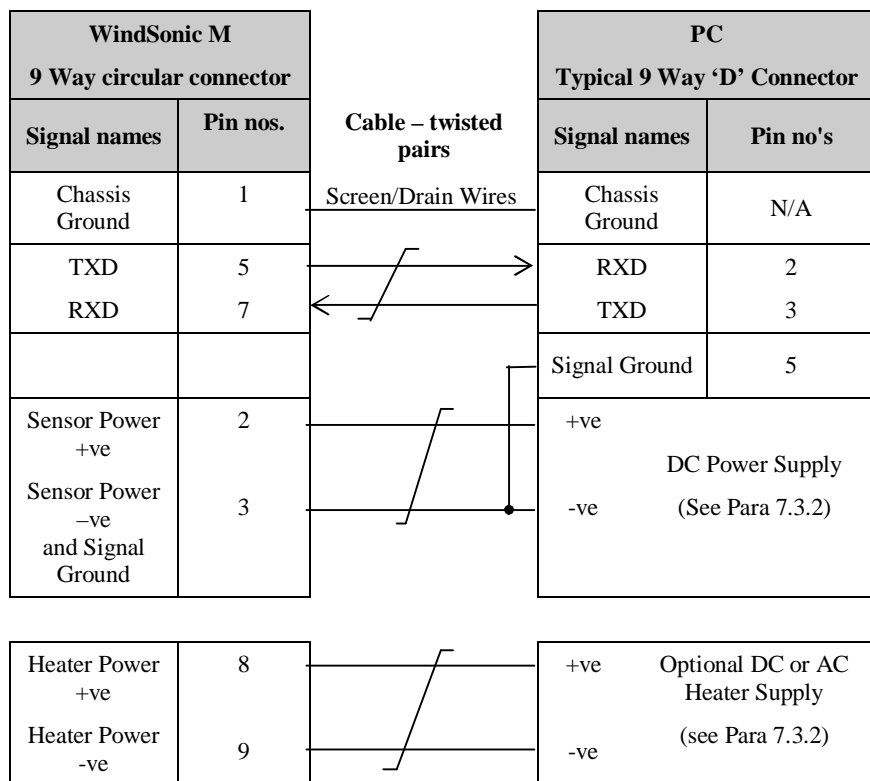 WindSonic M
9 Way circular connector
PC
Typical 9 Way ‘D’ Connector
Signal names
Pin nos.
Cable – twisted
pairs
Signal names
Pin no's
Chassis
Ground
1
Screen/Drain Wires
Chassis
Ground
N/A
TXD
5
RXD
2
RXD
7
TXD
3
Signal Ground
5
Sensor Power
+ve
2
+ve
DC Power Supply
Sensor Power
–ve
and Signal
Ground
3
-ve
(See Para 7.3.2)
Heater Power
+ve
8
+ve
Optional DC or AC
Heater Supply
Heater Power
-ve
9
-ve
(see Para 7.3.2)